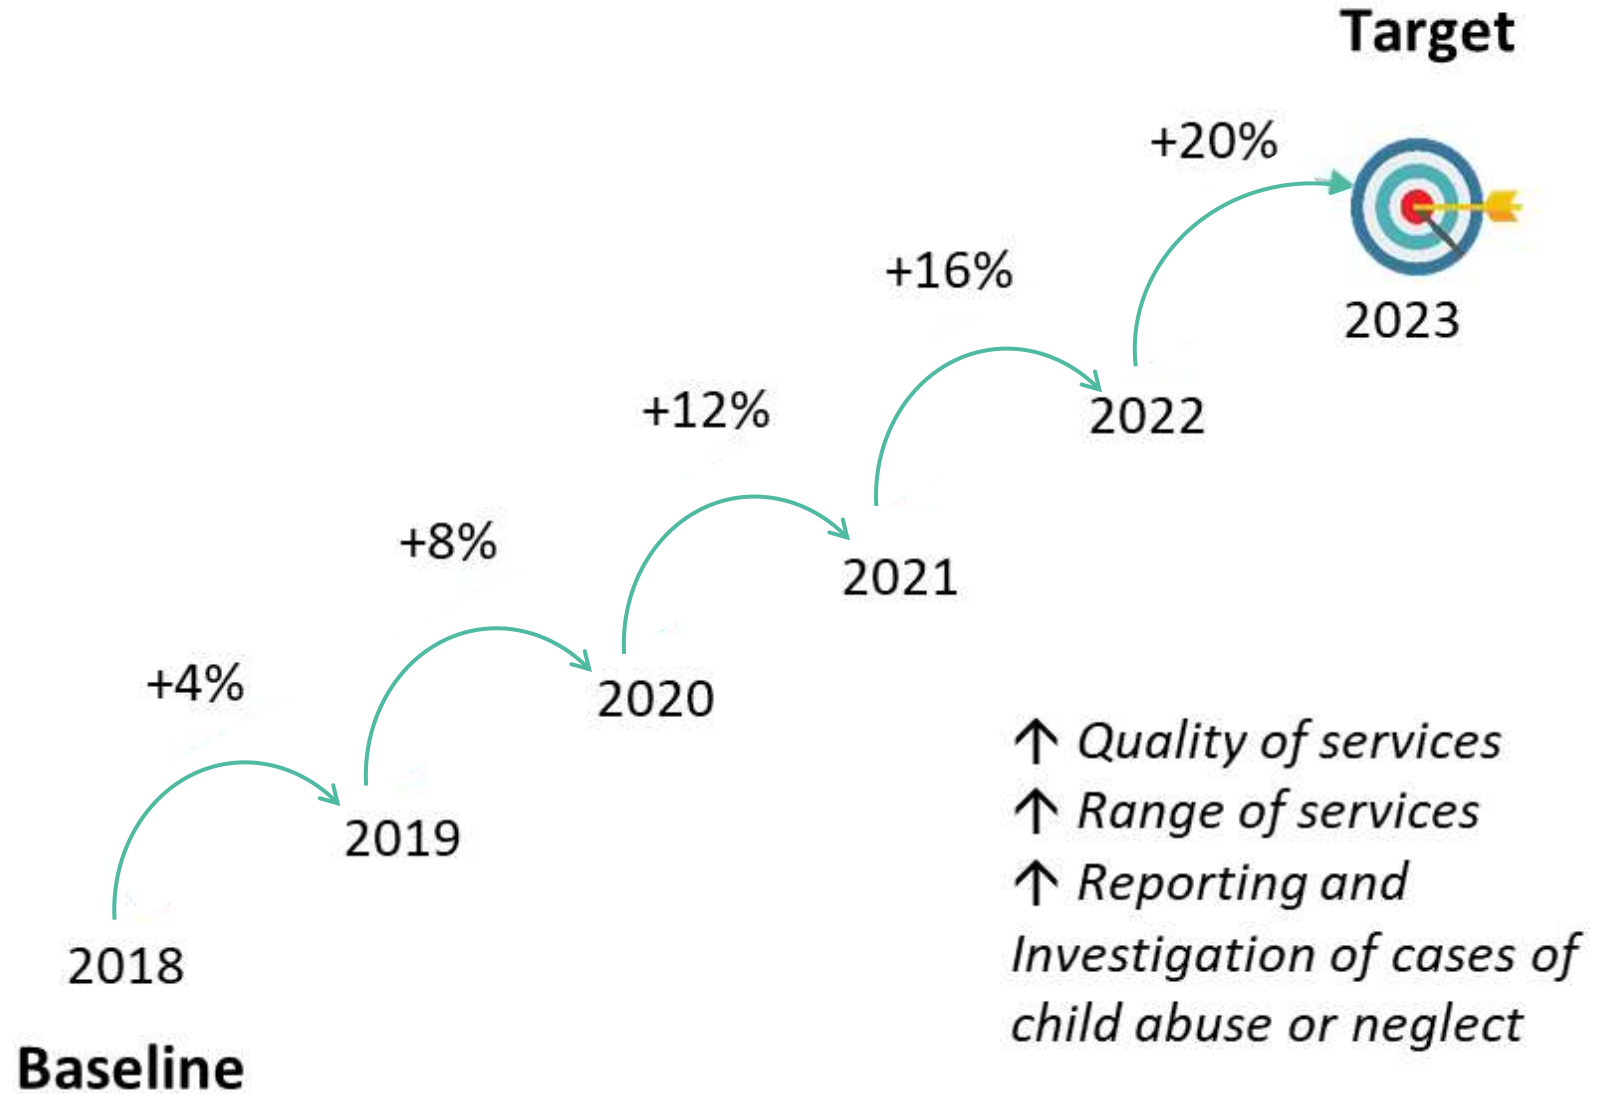 Target
+20%
2023
+16%
2022
+12%
2021
+8%
2020
+4%
2019
2018
Baseline
↑ Quality of services
↑ Range of services
↑ Reporting and
Investigation of cases of
child abuse or neglect